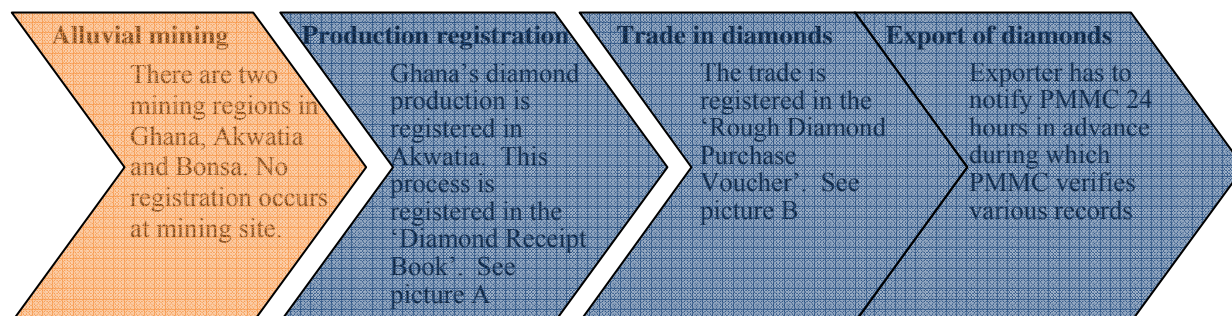 Alluvial mining
There are two
mining regions in
Ghana, Akwatia
and Bonsa. No
registration occurs
at mining site.
Production registration
Ghana’s diamond
production is
registered in
Akwatia.  This
process is
registered in the
‘Diamond Receipt
Book’.  See
picture A
Trade in diamonds
The trade is
registered in the
‘Rough Diamond
Purchase
Voucher’.  See
picture B
Export of diamonds
Exporter has to
notify PMMC 24
hours in advance
during which
PMMC verifies
various records